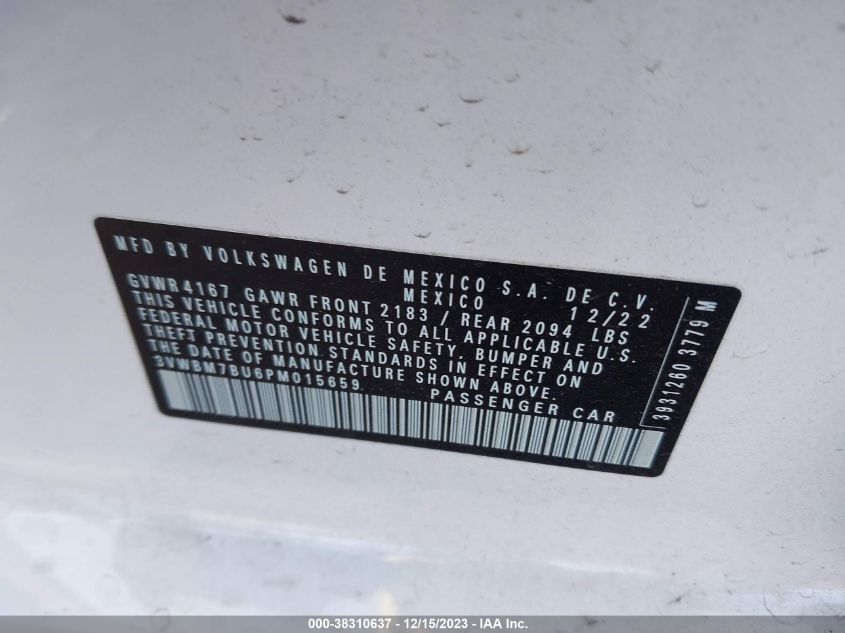 MFD BY VOLKSWAGEN DE MEXICO S.A. DE C.V.
MEXICO 12/22
GVWR 4167 GAWR FRONT 2183 / REAR 2094 LBS
THIS VEHICLE CONFORMS TO ALL APPLICABLE U.S.
FEDERAL MOTOR VEHICLE SAFETY, BUMPER AND
THEFT PREVENTION STANDARDS IN EFFECT ON
THE DATE OF MANUFACTURE SHOWN ABOVE.
3VWBM7BU6PM015659 PASSENGER CAR
3931260 3779 M
000-38310637 - 12/15/2023 - IAA Inc.